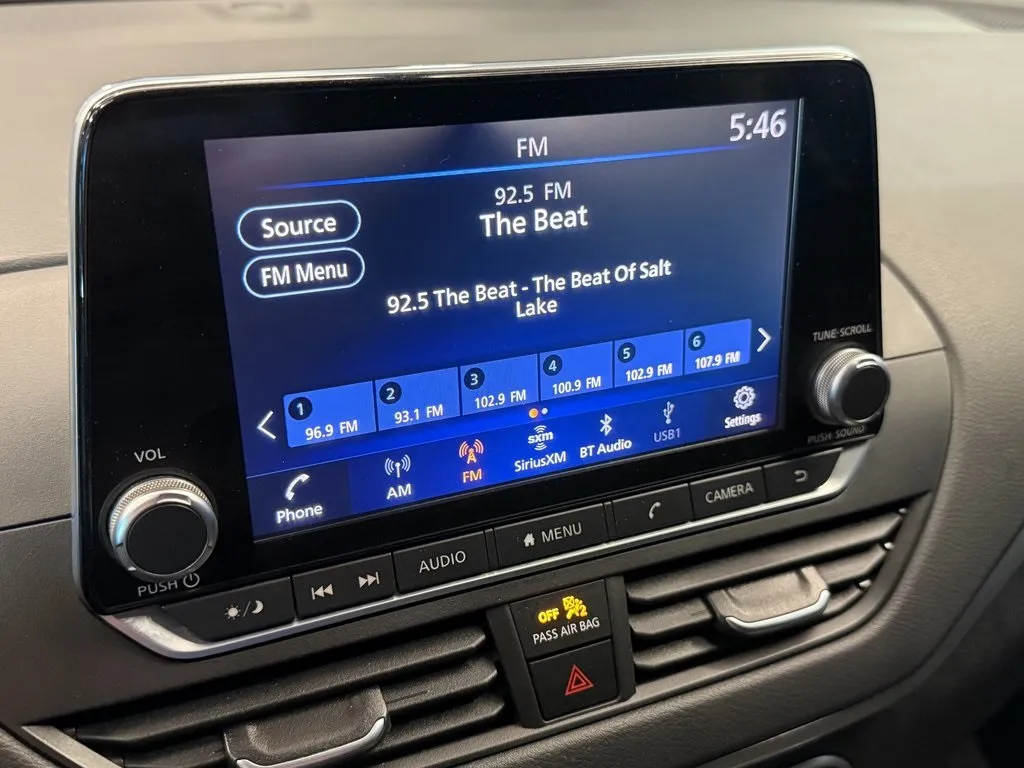 5:46
FM
92.5 FM
The Beat
Source
FM Menu
92.5 The Beat - The Beat Of Salt
Lake
1 2 3 4 5 6
96.9 FM 93.1 FM 102.9 FM 100.9 FM 102.9 FM 107.9 FM
Phone AM FM sxm SiriusXM BT Audio USB1 Settings
TUNE·SCROLL
PUSH SOUND
VOL
PUSH
AUDIO MENU CAMERA
OFF 2
PASS AIR BAG